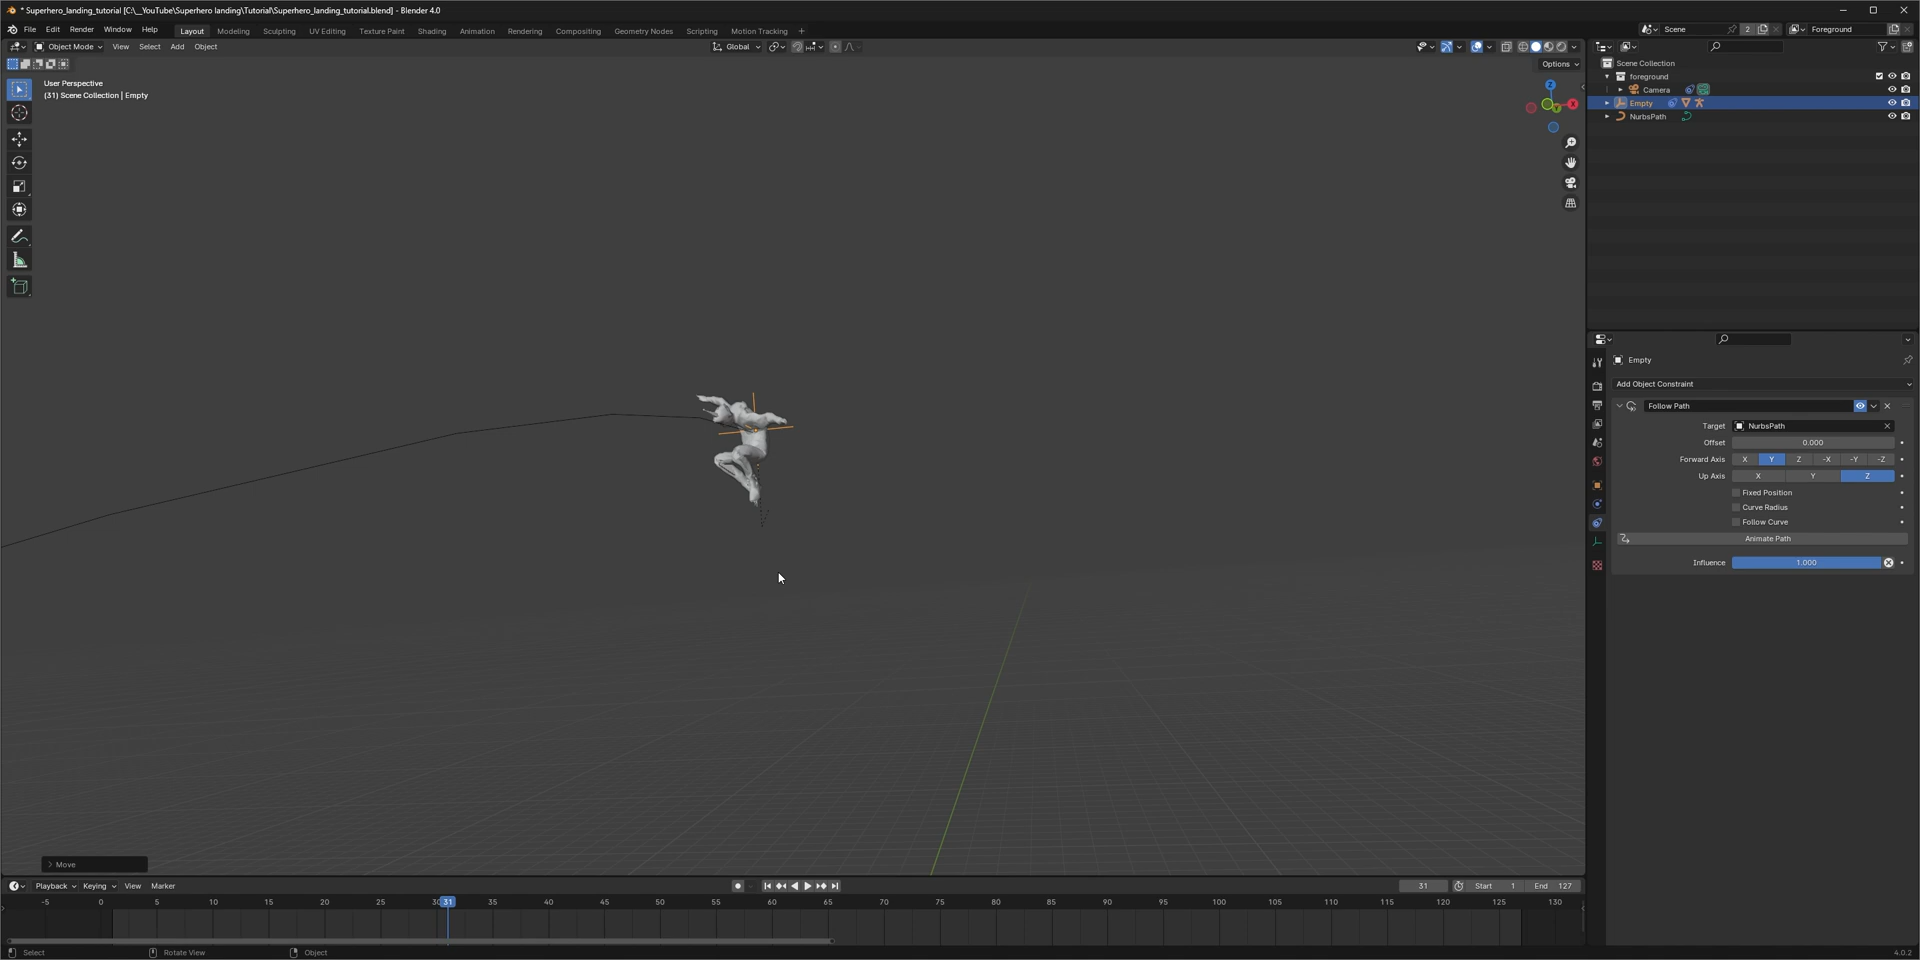 * Superhero_landing_tutorial [C:\__YouTube\Superhero landing\Tutorial\Superhero_landing_tutorial.blend] - Blender 4.0
File Edit Render Window Help Layout Modeling Sculpting UV Editing Texture Paint Shading Animation Rendering Compositing Geometry Nodes Scripting Motion Tracking + Scene 2 Foreground
Object Mode View Select Add Object Global
Options
User Perspective
(31) Scene Collection | Empty
Z
X
Y
Scene Collection
foreground
Camera
Empty
NurbsPath
Empty
Add Object Constraint
Follow Path
Target NurbsPath
Offset 0.000
Forward Axis X Y Z -X -Y -Z
Up Axis X Y Z
Fixed Position
Curve Radius
Follow Curve
Animate Path
Influence 1.000
> Move
Playback Keying View Marker 31 Start 1 End 127
-5 0 5 10 15 20 25 30 31 35 40 45 50 55 60 65 70 75 80 85 90 95 100 105 110 115 120 125 130
Select Rotate View Object 4.0.2